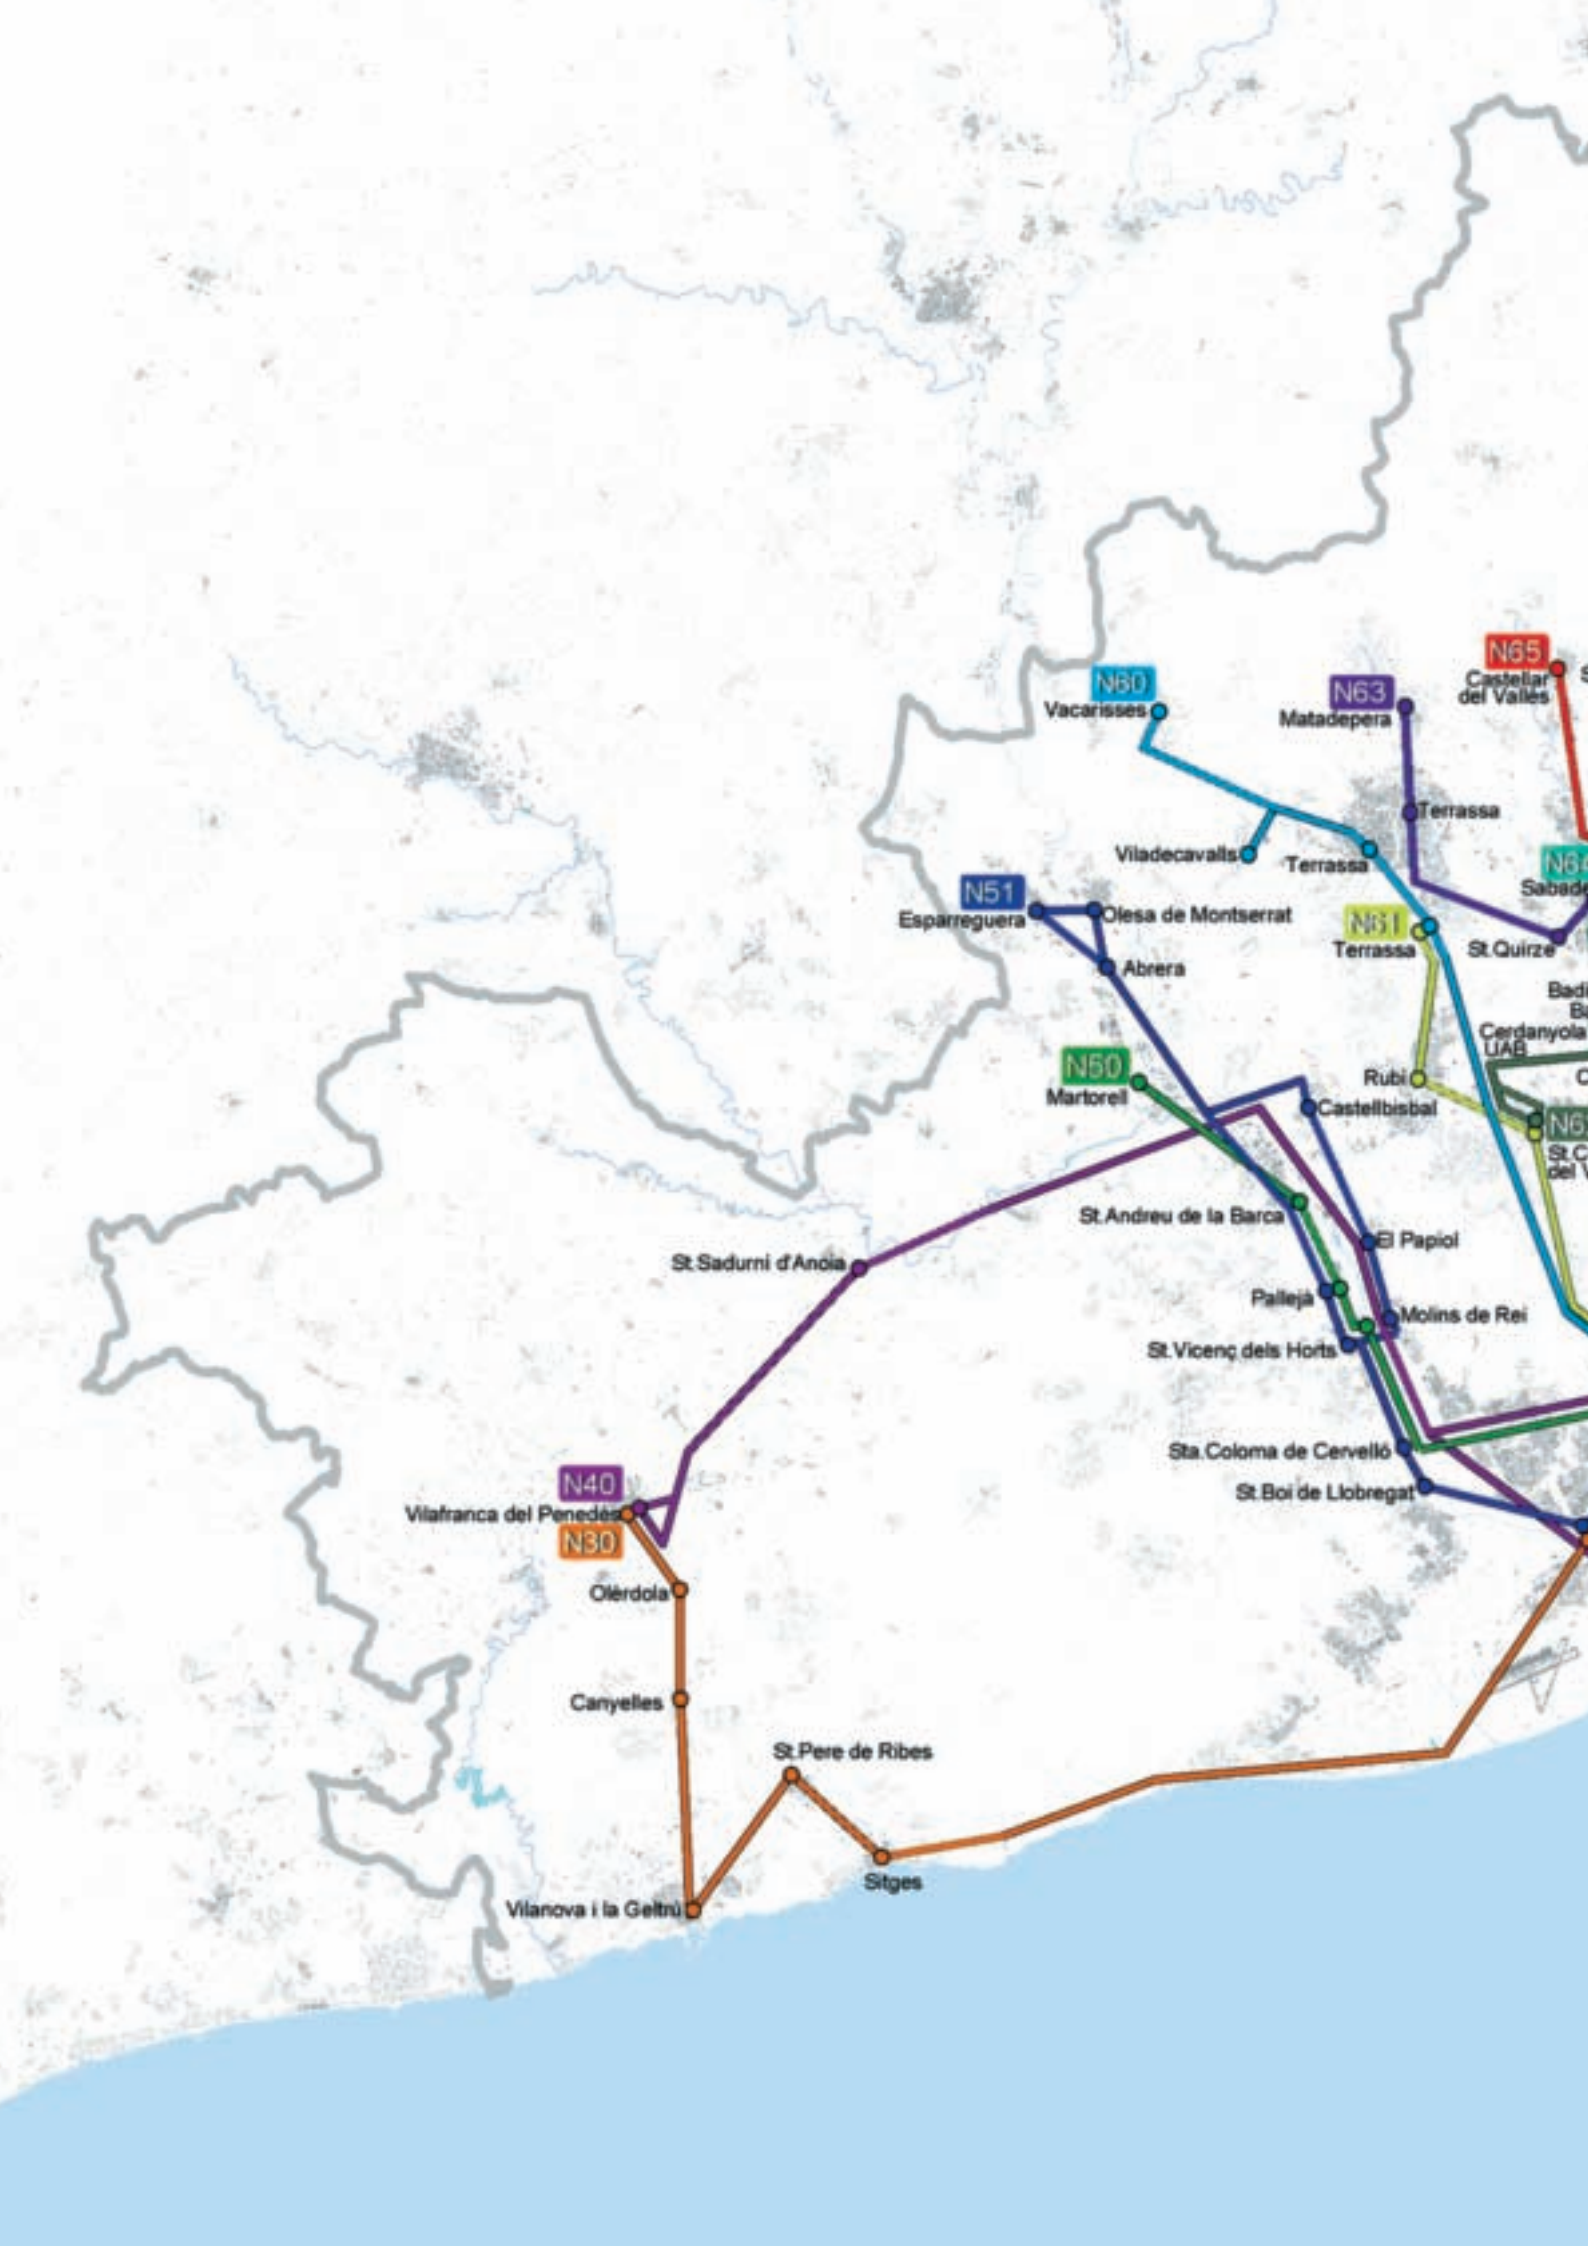 N65
Castellar
del Vallès
N60
Vacarisses
N63
Matadepera
Terrassa
Viladecavalls
Terrassa
N51
Esparreguera
Olesa de Montserrat
N61
Terrassa
St.Quirze
Abrera
Cerdanyola
UAB
N50
Martorell
Rubí
Castellbisbal
St.Andreu de la Barca
El Papiol
St.Sadurní d'Anoia
Pallejà
Molins de Rei
St.Vicenç dels Horts
Sta.Coloma de Cervelló
N40
St.Boi de Llobregat
Vilafranca del Penedès
N30
Olèrdola
Canyelles
St.Pere de Ribes
Sitges
Vilanova i la Geltrú